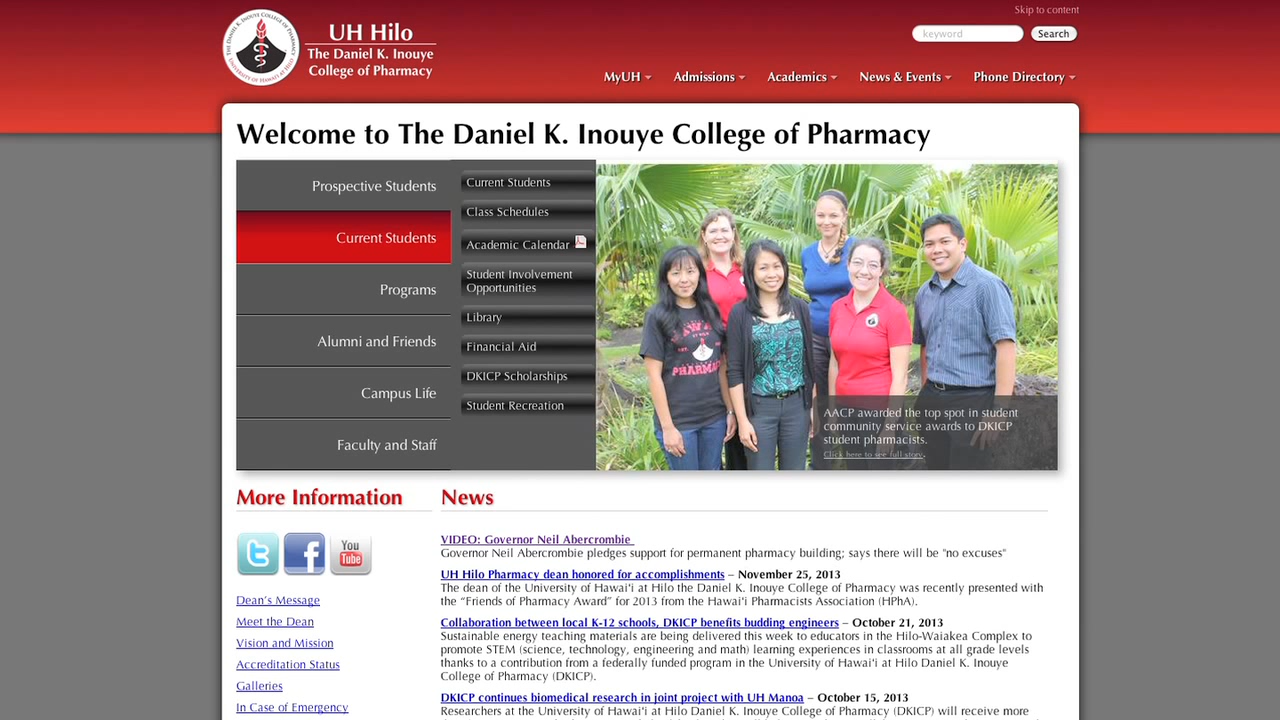 Skip to content
UH Hilo
The Daniel K. Inouye
College of Pharmacy
keyword
Search
MyUH
Admissions
Academics
News & Events
Phone Directory
Welcome to The Daniel K. Inouye College of Pharmacy
Prospective Students
Current Students
Programs
Alumni and Friends
Campus Life
Faculty and Staff
Current Students
Class Schedules
Academic Calendar
Student Involvement
Opportunities
Library
Financial Aid
DKICP Scholarships
Student Recreation
PHARMACY
AACP awarded the top spot in student
community service awards to DKICP
student pharmacists.
Click here to see full story.
More Information
You
Tube
Dean's Message
Meet the Dean
Vision and Mission
Accreditation Status
Galleries
In Case of Emergency
News
VIDEO: Governor Neil Abercrombie
Governor Neil Abercrombie pledges support for permanent pharmacy building; says there will be "no excuses"
UH Hilo Pharmacy dean honored for accomplishments – November 25, 2013
The dean of the University of Hawai'i at Hilo the Daniel K. Inouye College of Pharmacy was recently presented with
the “Friends of Pharmacy Award” for 2013 from the Hawai'i Pharmacists Association (HPhA).
Collaboration between local K-12 schools, DKICP benefits budding engineers – October 21, 2013
Sustainable energy teaching materials are being delivered this week to educators in the Hilo-Waiakea Complex to
promote STEM (science, technology, engineering and math) learning experiences in classrooms at all grade levels
thanks to a contribution from a federally funded program in the University of Hawai'i at Hilo Daniel K. Inouye
College of Pharmacy (DKICP).
DKICP continues biomedical research in joint project with UH Manoa – October 15, 2013
Researchers at the University of Hawai'i at Hilo Daniel K. Inouye College of Pharmacy (DKICP) will receive more